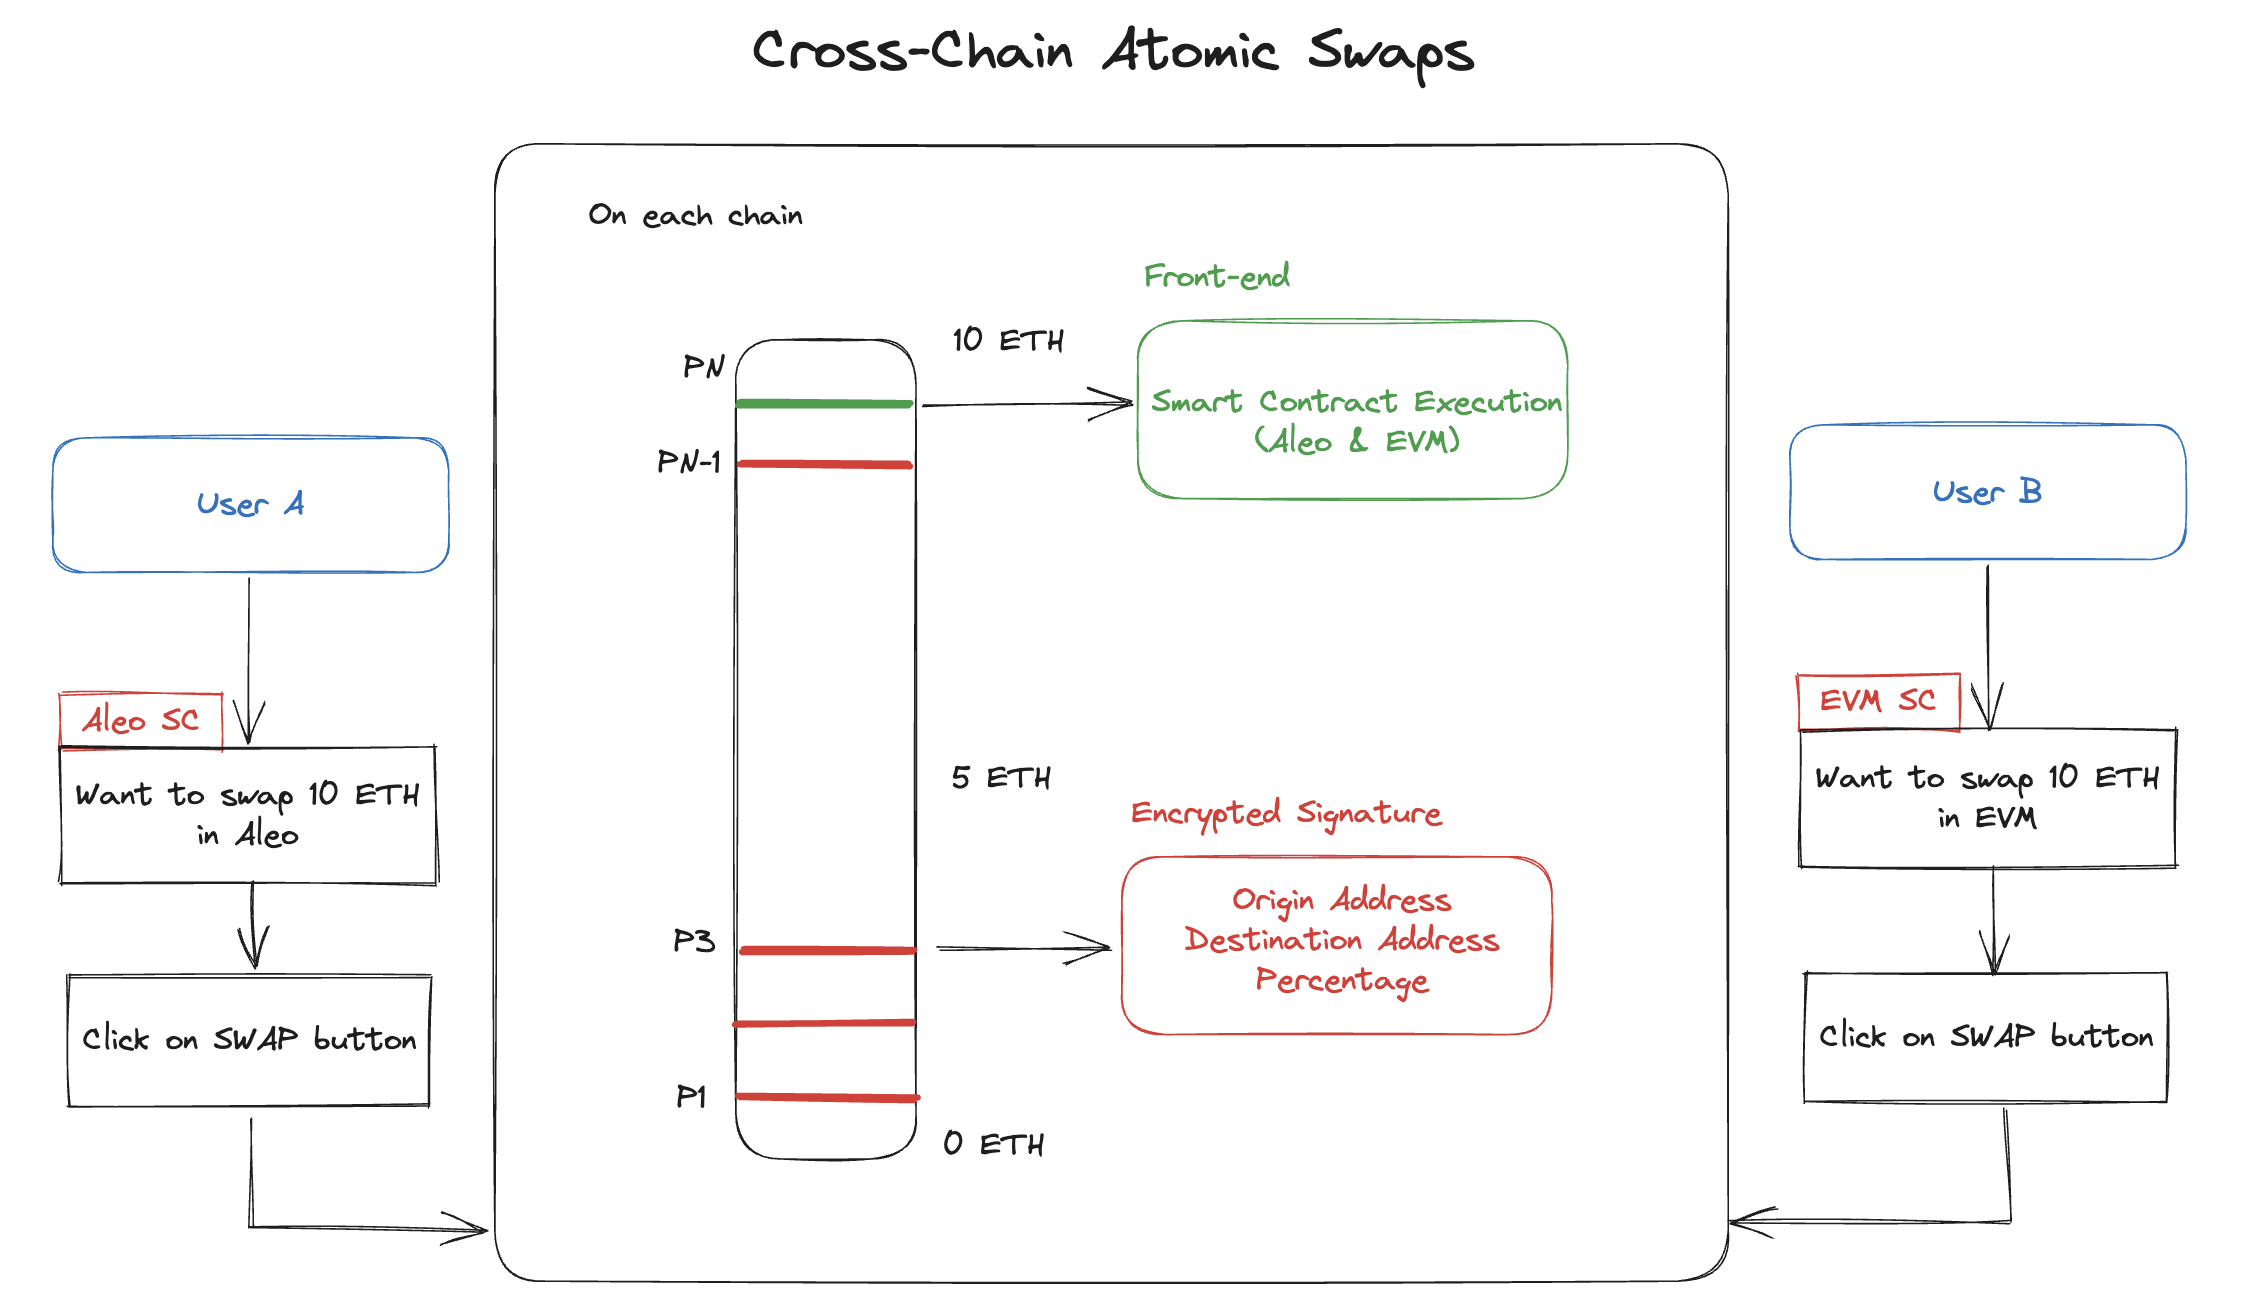 Cross-Chain Atomic Swaps
User A
Aleo SC
Want to swap 10 ETH
in Aleo
Click on SWAP button
On each chain
PN
PN-1
P3
P1
10 ETH
5 ETH
0 ETH
Front-end
Smart Contract Execution
(Aleo & EVM)
Encrypted Signature
Origin Address
Destination Address
Percentage
User B
EVM SC
Want to swap 10 ETH
in EVM
Click on SWAP button